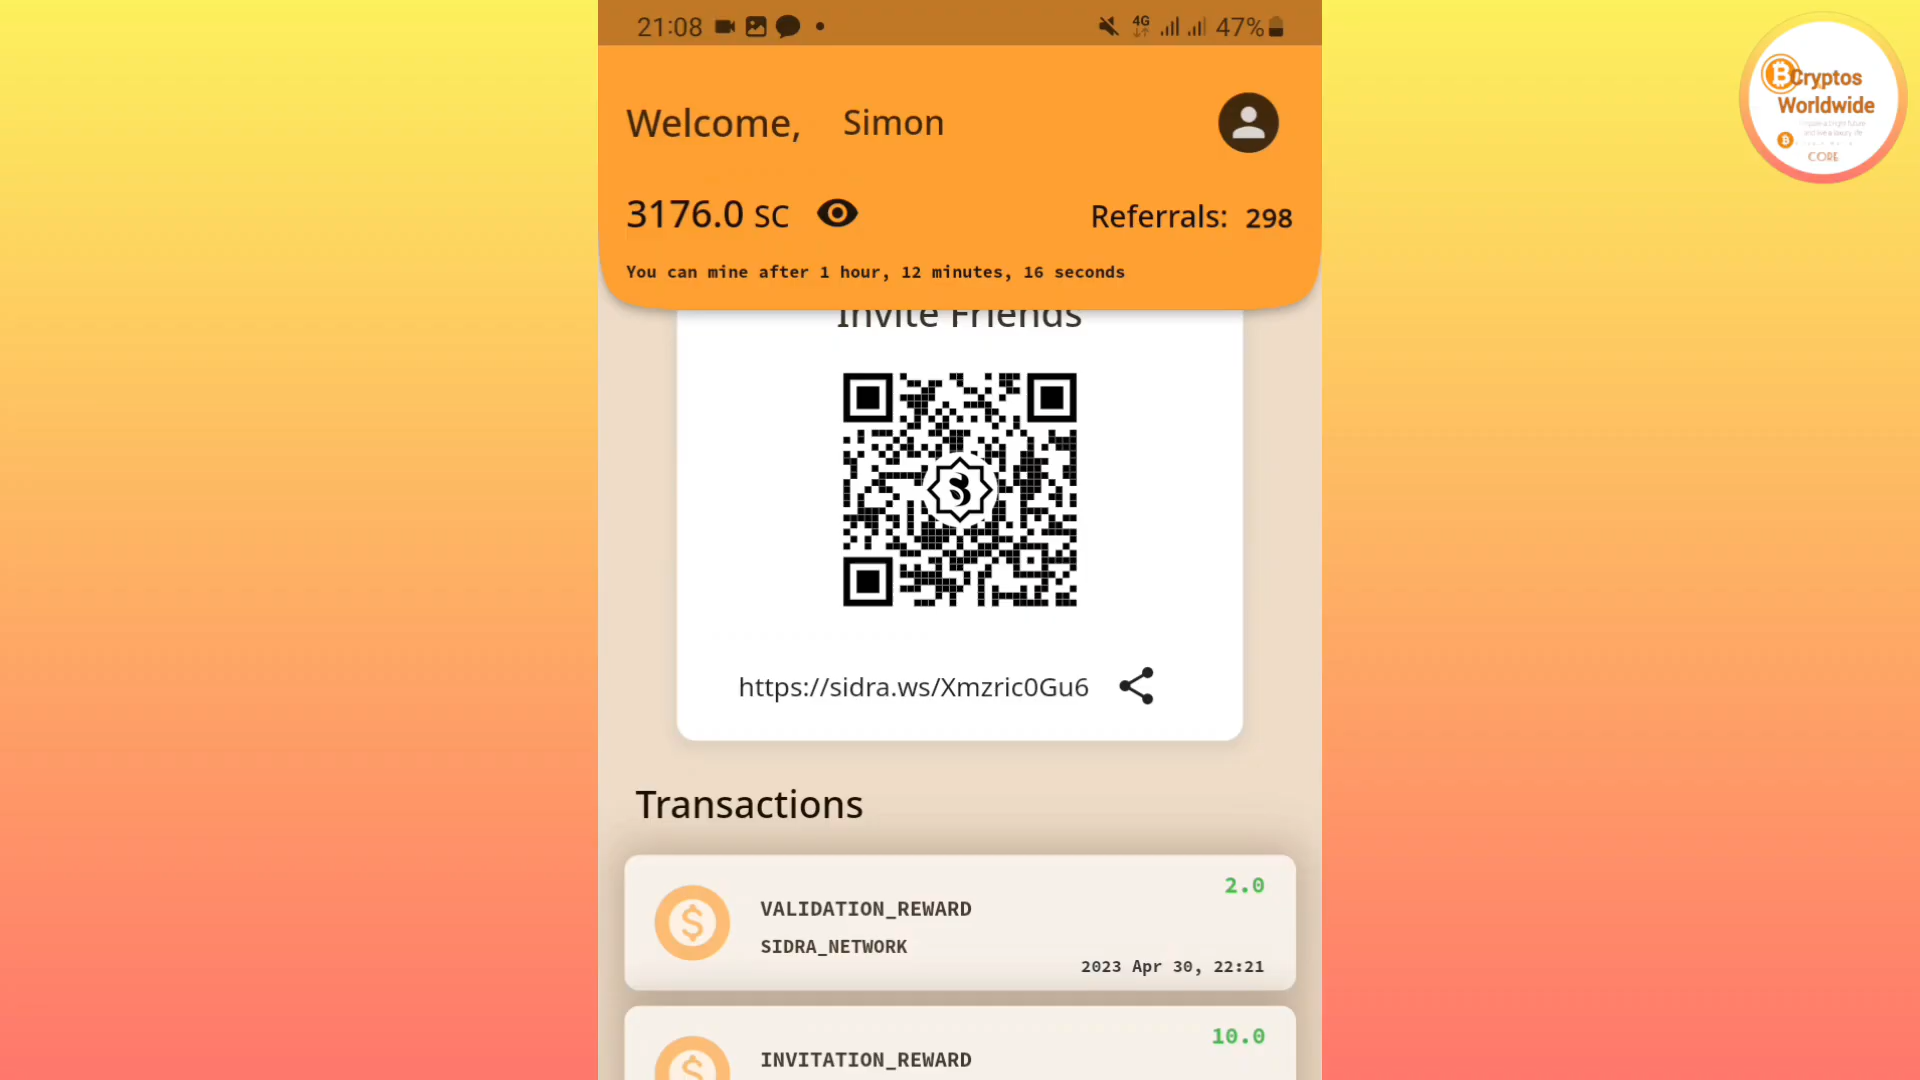 21:08
4G
47%
Cryptos
Worldwide
CORE
Welcome, Simon
3176.0 SC
Referrals: 298
You can mine after 1 hour, 12 minutes, 16 seconds
Invite Friends
https://sidra.ws/Xmzric0Gu6
Transactions
2.0
VALIDATION_REWARD
SIDRA_NETWORK
2023 Apr 30, 22:21
10.0
INVITATION_REWARD